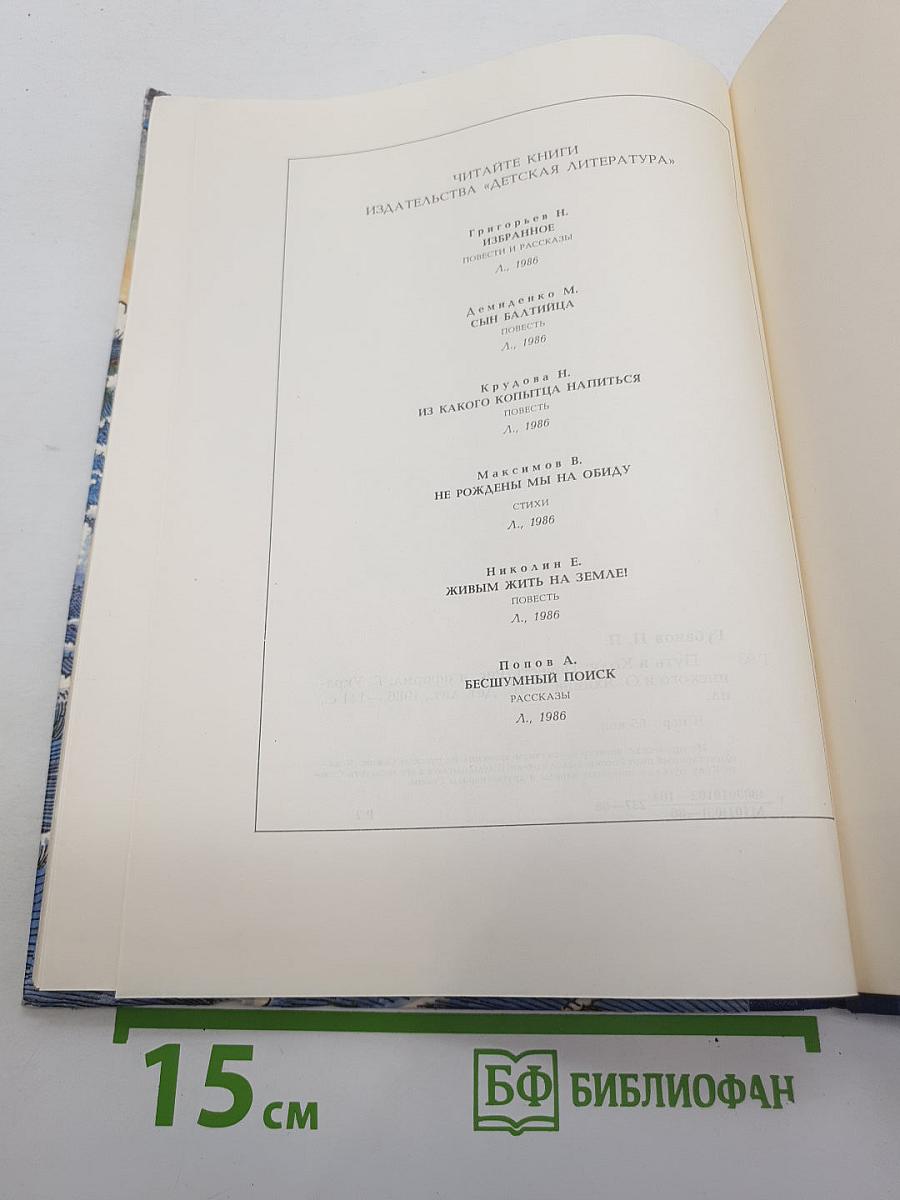 ЧИТАЙТЕ КНИГИ
ИЗДАТЕЛЬСТВА «ДЕТСКАЯ ЛИТЕРАТУРА»
Григорьев Н.
ИЗБРАННОЕ
ПОВЕСТИ И РАССКАЗЫ
Л., 1986
Демиденко М.
СЫН БАЛТИЙЦА
ПОВЕСТЬ
Л., 1986
Крудова Н.
ИЗ КАКОГО КОПЫТЦА НАПИТЬСЯ
ПОВЕСТЬ
Л., 1986
Максимов В.
НЕ РОЖДЕНЫ МЫ НА ОБИДУ
СТИХИ
Л., 1986
Николин Е.
ЖИВЫМ ЖИТЬ НА ЗЕМЛЕ!
ПОВЕСТЬ
Л., 1986
Попов А.
БЕСШУМНЫЙ ПОИСК
РАССКАЗЫ
Л., 1986
15 см
БФ БИБЛИОФАН